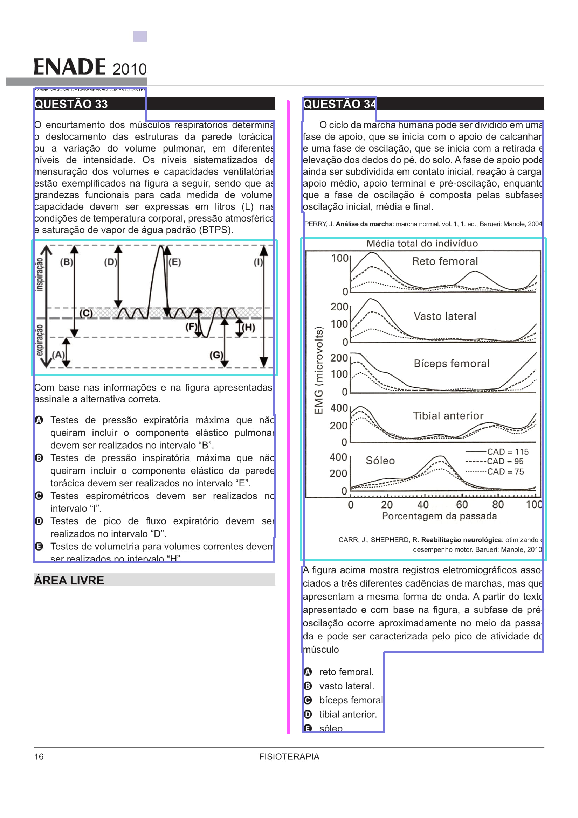 ENADE 2010
QUESTÃO 33
O encurtamento dos músculos respiratórios determina
o deslocamento das estruturas da parede torácica,
ou a variação do volume pulmonar, em diferentes
níveis de intensidade. Os níveis sistematizados de
mensuração dos volumes e capacidades ventilatórias
estão exemplificados na figura a seguir, sendo que as
grandezas funcionais para cada medida de volume/
capacidade devem ser expressas em litros (L) nas
condições de temperatura corporal, pressão atmosférica
e saturação de vapor de água padrão (BTPS).
inspiração
expiração
(B) (D) (E) (I)
(C)
(F) (H)
(A) (G)
Com base nas informações e na figura apresentadas,
assinale a alternativa correta.
A Testes de pressão expiratória máxima que não
queiram incluir o componente elástico pulmonar
devem ser realizados no intervalo “B”.
B Testes de pressão inspiratória máxima que não
queiram incluir o componente elástico da parede
torácica devem ser realizados no intervalo “E”.
C Testes espirométricos devem ser realizados no
intervalo “I”.
D Testes de pico de fluxo expiratório devem ser
realizados no intervalo “D”.
E Testes de volumetria para volumes correntes devem
ser realizados no intervalo “H”.
ÁREA LIVRE
QUESTÃO 34
O ciclo da marcha humana pode ser dividido em uma
fase de apoio, que se inicia com o apoio de calcanhar,
e uma fase de oscilação, que se inicia com a retirada e
elevação dos dedos do pé, do solo. A fase de apoio pode
ainda ser subdividida em contato inicial, reação à carga,
apoio médio, apoio terminal e pré-oscilação, enquanto
que a fase de oscilação é composta pelas subfases
oscilação inicial, média e final.
PERRY, J. Análise da marcha: marcha normal. vol. 1, 1. ed., Barueri: Manole, 2004.
Média total do indivíduo
EMG (microvolts)
100
0
Reto femoral
200
100
0
Vasto lateral
200
100
0
Bíceps femoral
400
200
0
Tibial anterior
400
200
0
Sóleo
CAD = 115
CAD = 95
CAD = 75
0 20 40 60 80 100
Porcentagem da passada
CARR, J.; SHEPHERD, R. Reabilitação neurológica: otimizando o
desempenho motor. Barueri: Manole, 2010.
A figura acima mostra registros eletromiográficos asso-
ciados a três diferentes cadências de marchas, mas que
apresentam a mesma forma de onda. A partir do texto
apresentado e com base na figura, a subfase de pré-
oscilação ocorre aproximadamente no meio da passa-
da e pode ser caracterizada pelo pico de atividade do
músculo
A reto femoral.
B vasto lateral.
C bíceps femoral.
D tibial anterior.
E sóleo.
16
FISIOTERAPIA